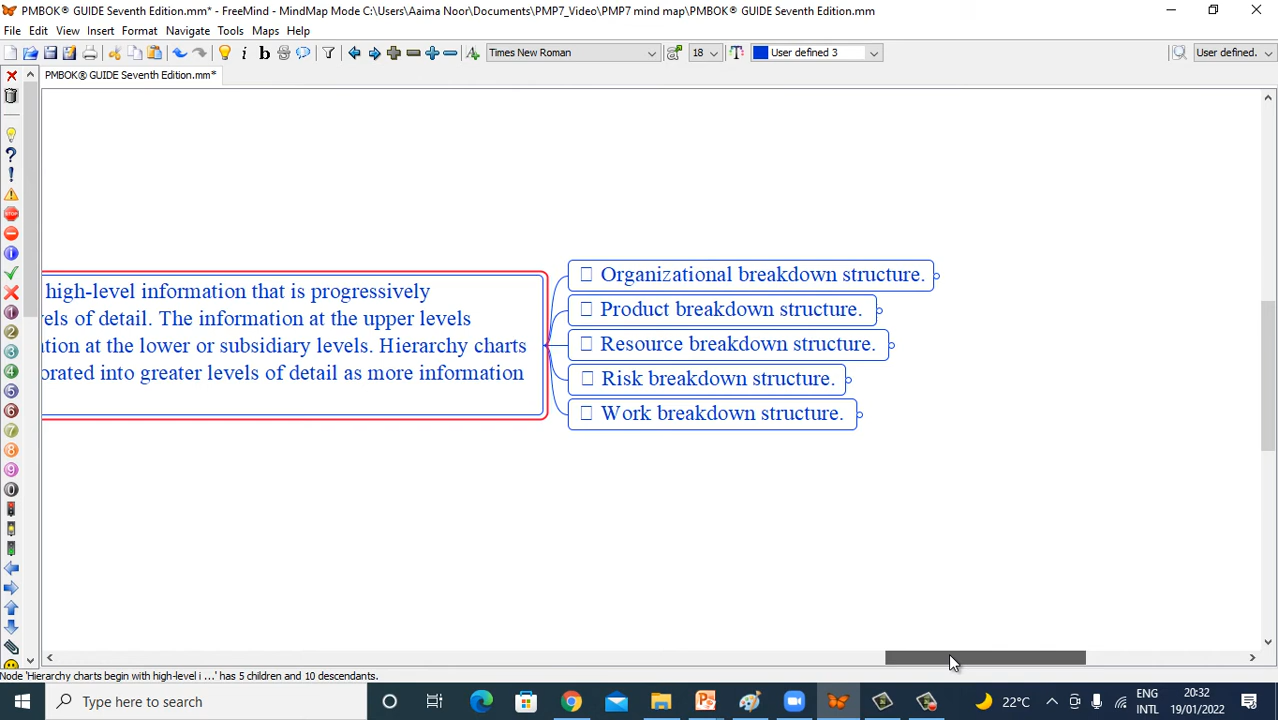 PMBOK® GUIDE Seventh Edition.mm* - FreeMind - MindMap Mode C:\Users\Aaima Noor\Documents\PMP7_Video\PMP7 mind map\PMBOK® GUIDE Seventh Edition.mm
File Edit View Insert Format Navigate Tools Maps Help
Times New Roman 18 User defined 3 User defined.
PMBOK® GUIDE Seventh Edition.mm*
high-level information that is progressively
vels of detail. The information at the upper levels
ation at the lower or subsidiary levels. Hierarchy charts
orated into greater levels of detail as more information
Organizational breakdown structure.
Product breakdown structure.
Resource breakdown structure.
Risk breakdown structure.
Work breakdown structure.
Node 'Hierarchy charts begin with high-level i ...' has 5 children and 10 descendants.
Type here to search
22°C
ENG
INTL
20:32
19/01/2022